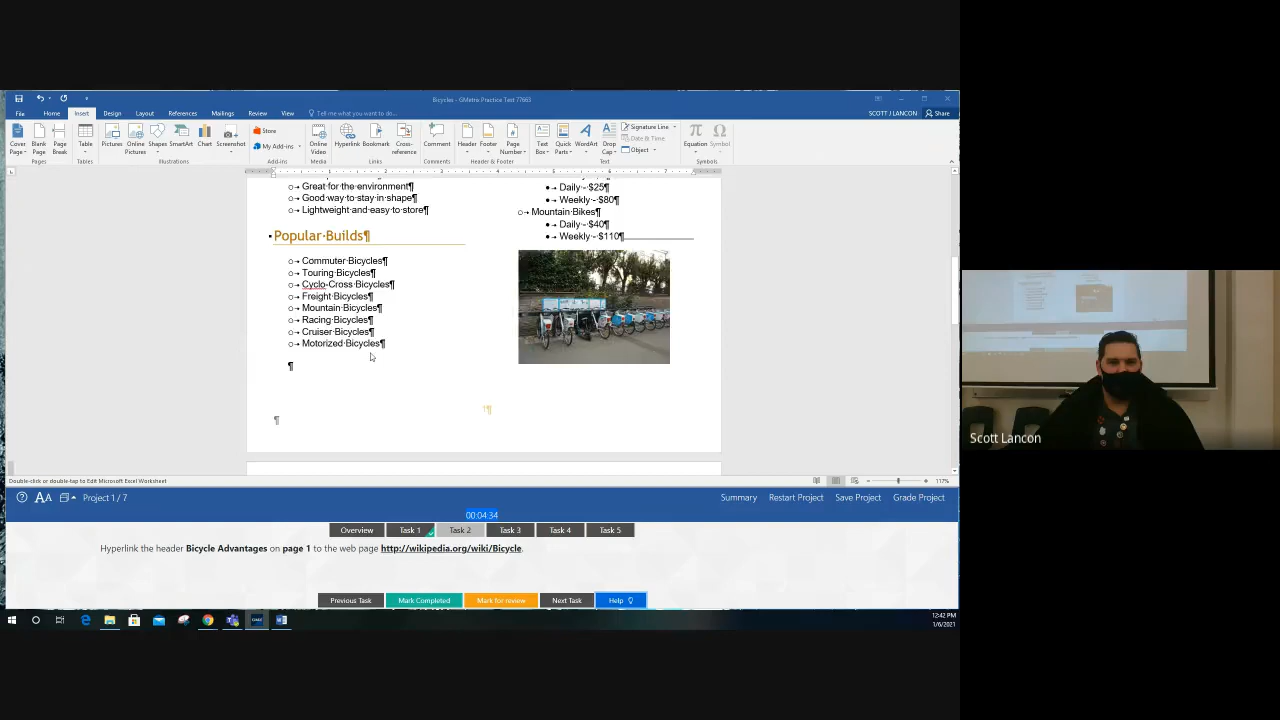 Bicycles - GMetrix Practice Test 77663
File Home Insert Design Layout References Mailings Review View Tell me what you want to do... SCOTT J LANCON Share
Cover Page Blank Page Page Break Table Pictures Online Pictures Shapes SmartArt Chart Screenshot Store My Add-ins Online Video Hyperlink Bookmark Cross-reference Comment Header Footer Page Number Text Box Quick Parts WordArt Drop Cap Signature Line Date & Time Object Equation Symbol
Pages Tables Illustrations Add-ins Media Links Comments Header & Footer Text Symbols
1 2 3 4 5 6 7
Great·for·the·environment¶
Good·way·to·stay·in·shape¶
Lightweight·and·easy·to·store¶
Popular·Builds¶
Commuter·Bicycles¶
Touring·Bicycles¶
Cyclo-Cross·Bicycles¶
Freight·Bicycles¶
Mountain·Bicycles¶
Racing·Bicycles¶
Cruiser·Bicycles¶
Motorized·Bicycles¶
¶
Daily·-·$25¶
Weekly·-·$80¶
Mountain·Bikes¶
Daily·-·$40¶
Weekly·-·$110¶
1¶
¶
Double-click or double-tap to Edit Microsoft Excel Worksheet
117%
Project 1 / 7
Summary Restart Project Save Project Grade Project
00:04:34
Overview Task 1 Task 2 Task 3 Task 4 Task 5
Hyperlink the header Bicycle Advantages on page 1 to the web page http://wikipedia.org/wiki/Bicycle.
Previous Task Mark Completed Mark for review Next Task Help
12:42 PM
1/6/2021
Scott Lancon